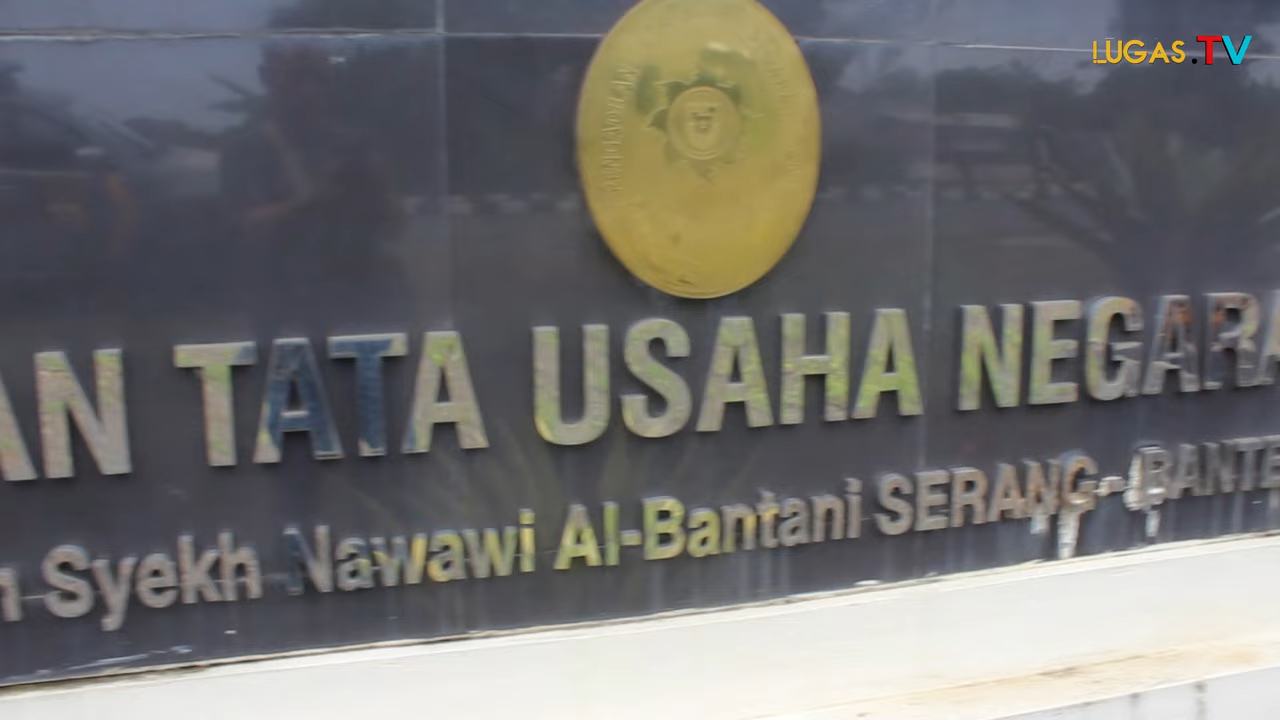 LUGAS.TV
AN TATA USAHA NEGARA
n Syekh Nawawi Al-Bantani SERANG-BANTE